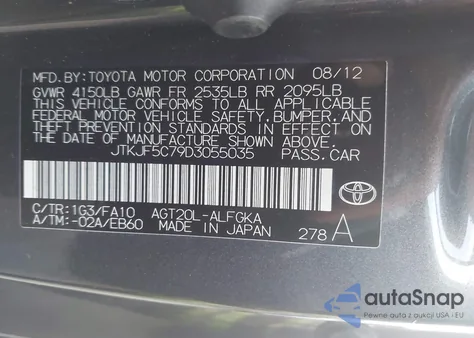 MFD.BY:TOYOTA MOTOR CORPORATION 08/12
GVWR 4150LB GAWR FR 2535LB RR 2095LB
THIS VEHICLE CONFORMS TO ALL APPLICABLE
FEDERAL MOTOR VEHICLE SAFETY,BUMPER,AND
THEFT PREVENTION STANDARDS IN EFFECT ON
THE DATE OF MANUFACTURE SHOWN ABOVE.
JTKJF5C79D3055035 PASS.CAR
C/TR:1G3/FA10 AGT20L-ALFGKA
A/TM:-02A/EB60 MADE IN JAPAN 278 A
autoSnap
Pewne auta z aukcji USA i EU